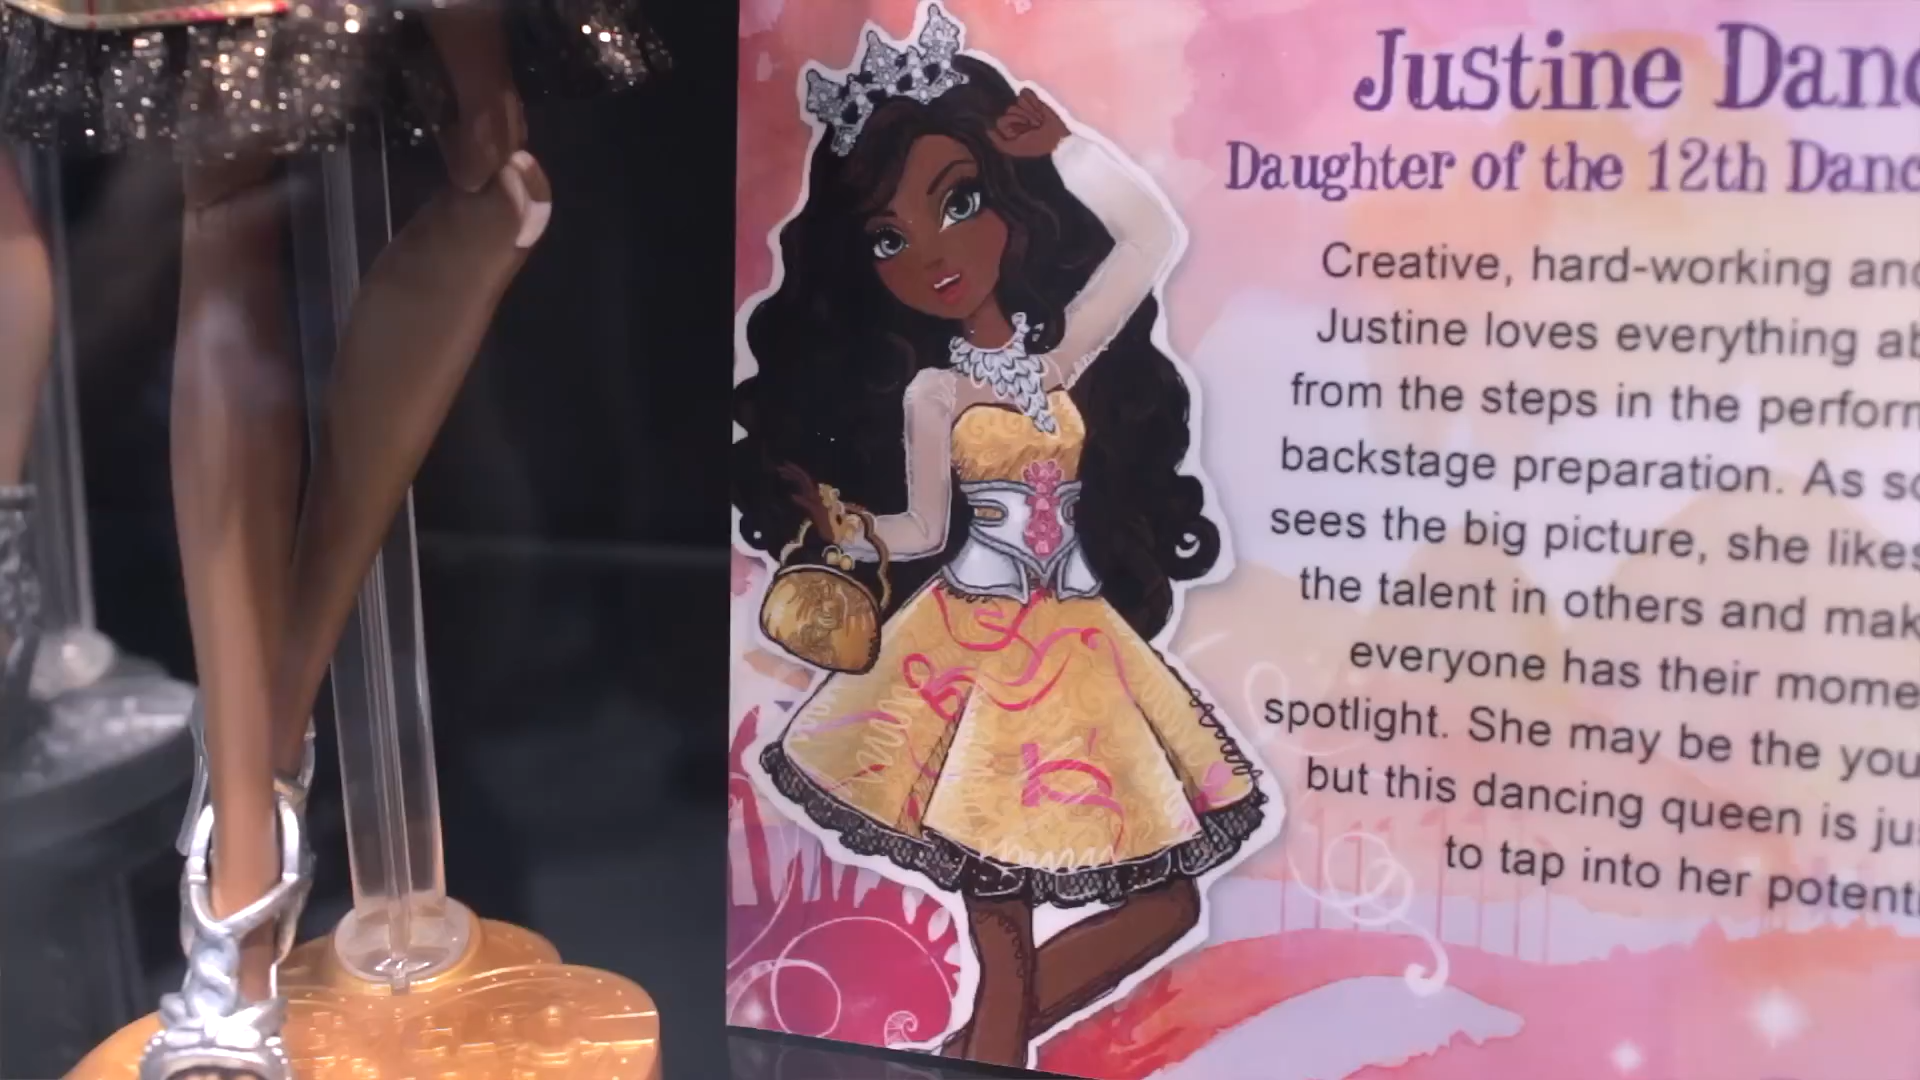 Justine Danc
Daughter of the 12th Danc
Creative, hard-working and
Justine loves everything ab
from the steps in the perform
backstage preparation. As so
sees the big picture, she likes
the talent in others and mak
everyone has their mome
spotlight. She may be the you
but this dancing queen is jus
to tap into her potenti